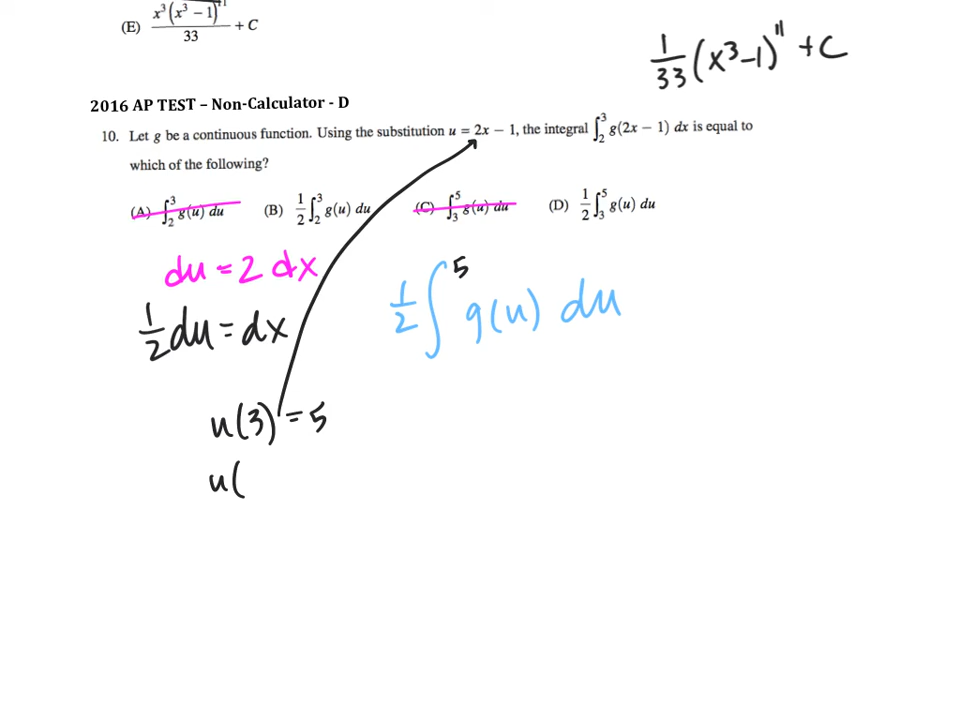 (E) x³(x³ − 1)¹¹ / 33 + C
1/33 (x³−1)¹¹ + C
2016 AP TEST – Non-Calculator - D
10. Let g be a continuous function. Using the substitution u = 2x − 1, the integral ∫₂³ g(2x − 1) dx is equal to
which of the following?
(A) ∫₂³ g(u) du (B) 1/2 ∫₂³ g(u) du (C) ∫₃⁵ g(u) du (D) 1/2 ∫₃⁵ g(u) du
du = 2 dx
1/2 du = dx
1/2 ∫⁵ g(u) du
u(3) = 5
u(